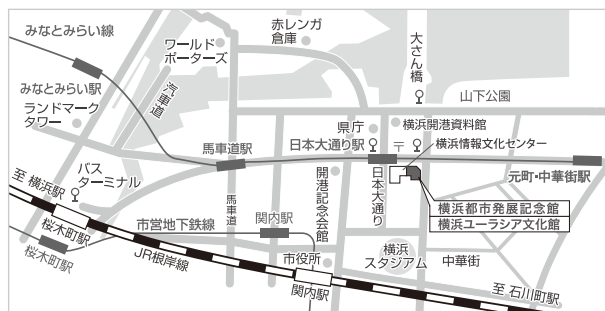 みなとみらい線
みなとみらい駅
ランドマーク
タワー
汽車道
ワールド
ポーターズ
赤レンガ
倉庫
大さん橋
山下公園
県庁
日本大通り駅
横浜開港資料館
〒
横浜情報文化センター
馬車道駅
元町・中華街駅
バス
ターミナル
至 横浜駅
桜木町駅
桜木町駅
市営地下鉄線
馬車道
関内駅
開港記念会館
日本大通り
横浜都市発展記念館
横浜ユーラシア文化館
JR根岸線
市役所
関内駅
横浜
スタジアム
中華街
至 石川町駅